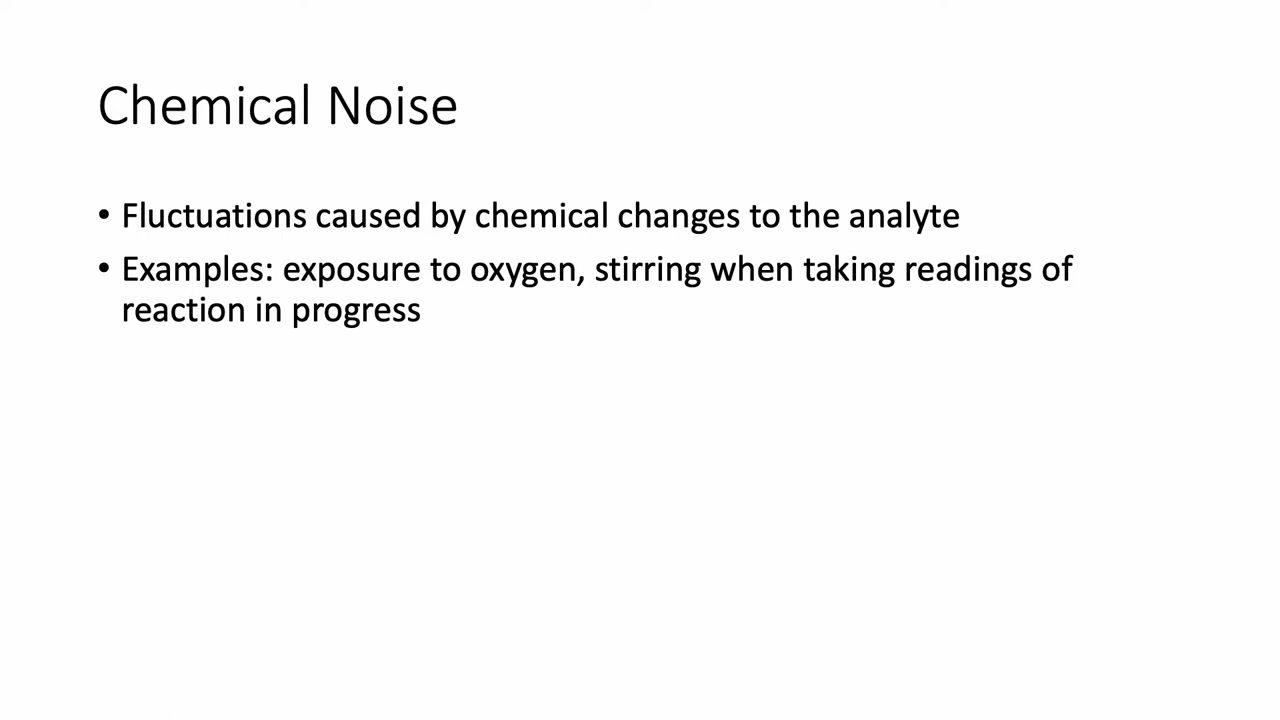 Chemical Noise
• Fluctuations caused by chemical changes to the analyte
• Examples: exposure to oxygen, stirring when taking readings of
reaction in progress